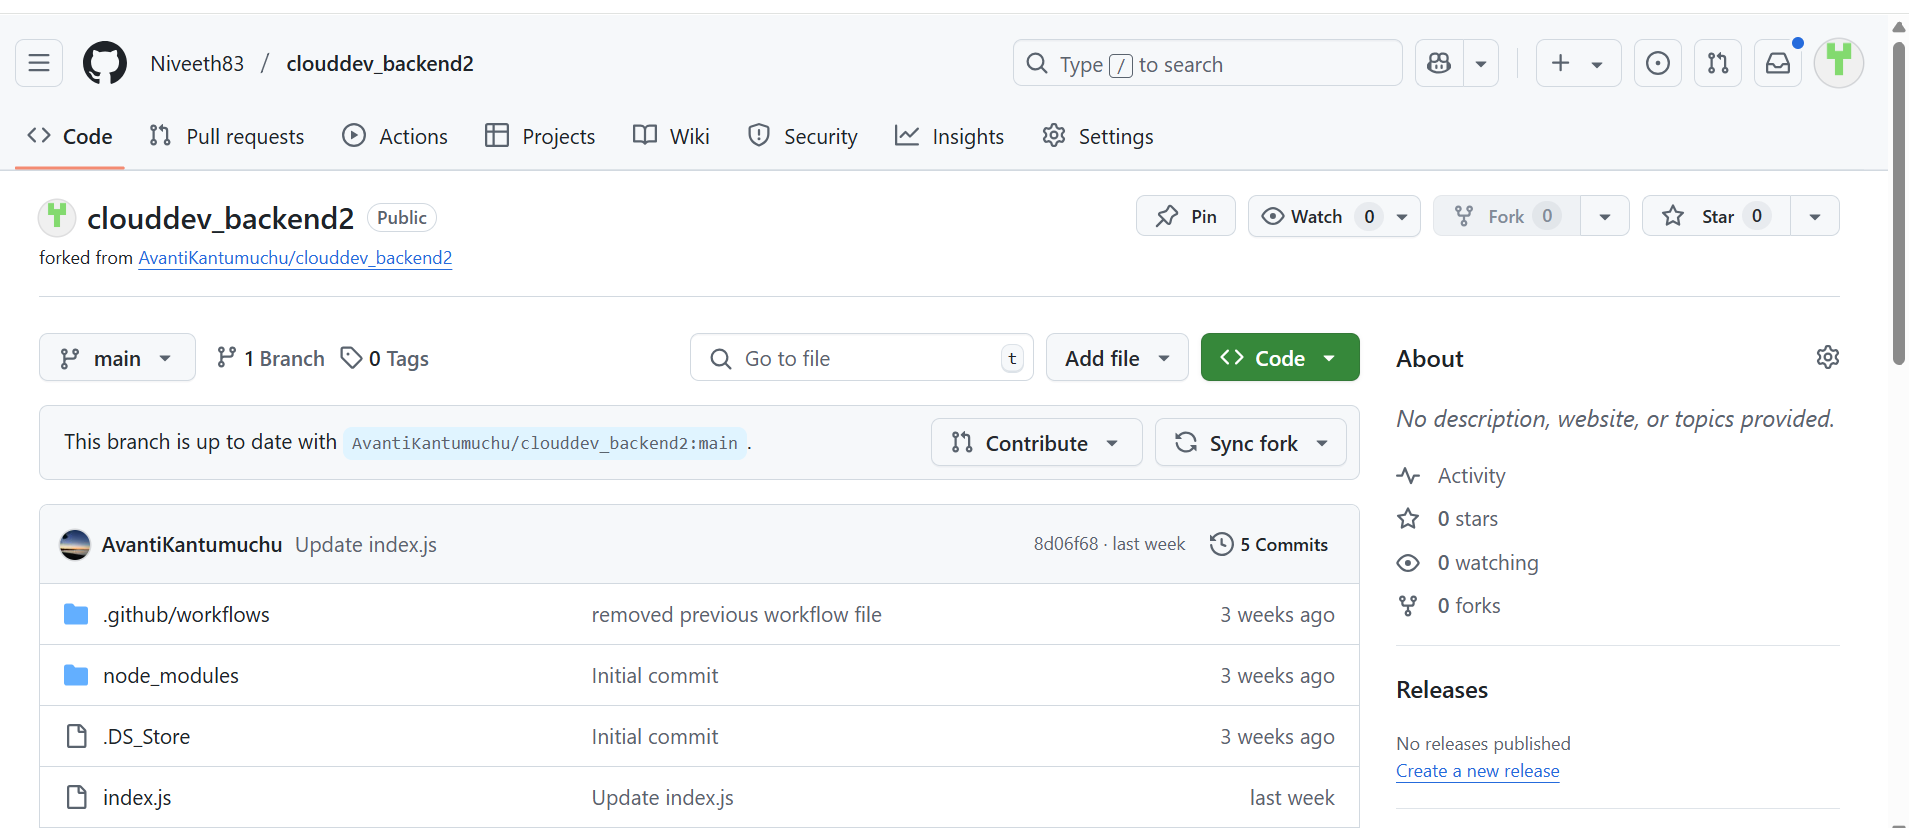 Niveeth83 / clouddev_backend2
Type / to search
Code Pull requests Actions Projects Wiki Security Insights Settings
clouddev_backend2 Public
Pin Watch 0 Fork 0 Star 0
forked from AvantiKantumuchu/clouddev_backend2
main 1 Branch 0 Tags Go to file t Add file Code
This branch is up to date with AvantiKantumuchu/clouddev_backend2:main .
Contribute Sync fork
AvantiKantumuchu Update index.js 8d06f68 · last week 5 Commits
.github/workflows removed previous workflow file 3 weeks ago
node_modules Initial commit 3 weeks ago
.DS_Store Initial commit 3 weeks ago
index.js Update index.js last week
About
No description, website, or topics provided.
Activity
0 stars
0 watching
0 forks
Releases
No releases published
Create a new release